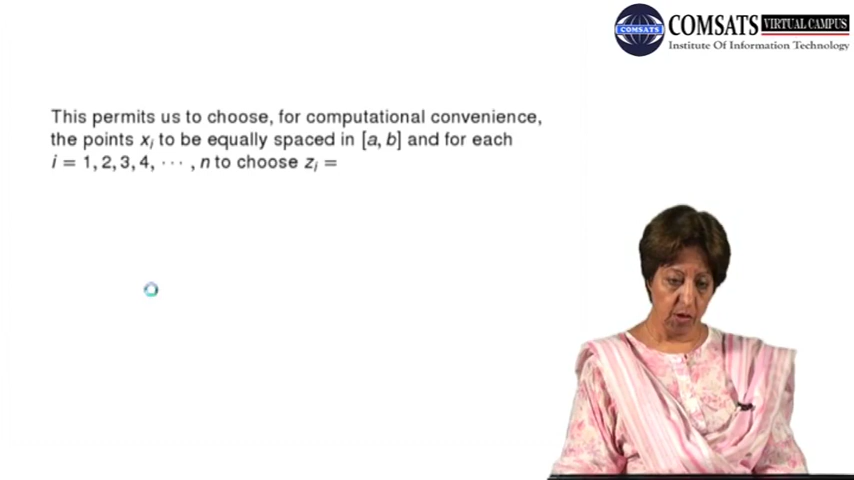 COMSATS
COMSATS VIRTUAL CAMPUS
Institute Of Information Technology
This permits us to choose, for computational convenience,
the points xᵢ to be equally spaced in [a, b] and for each
i = 1, 2, 3, 4, ⋯ , n to choose zᵢ =